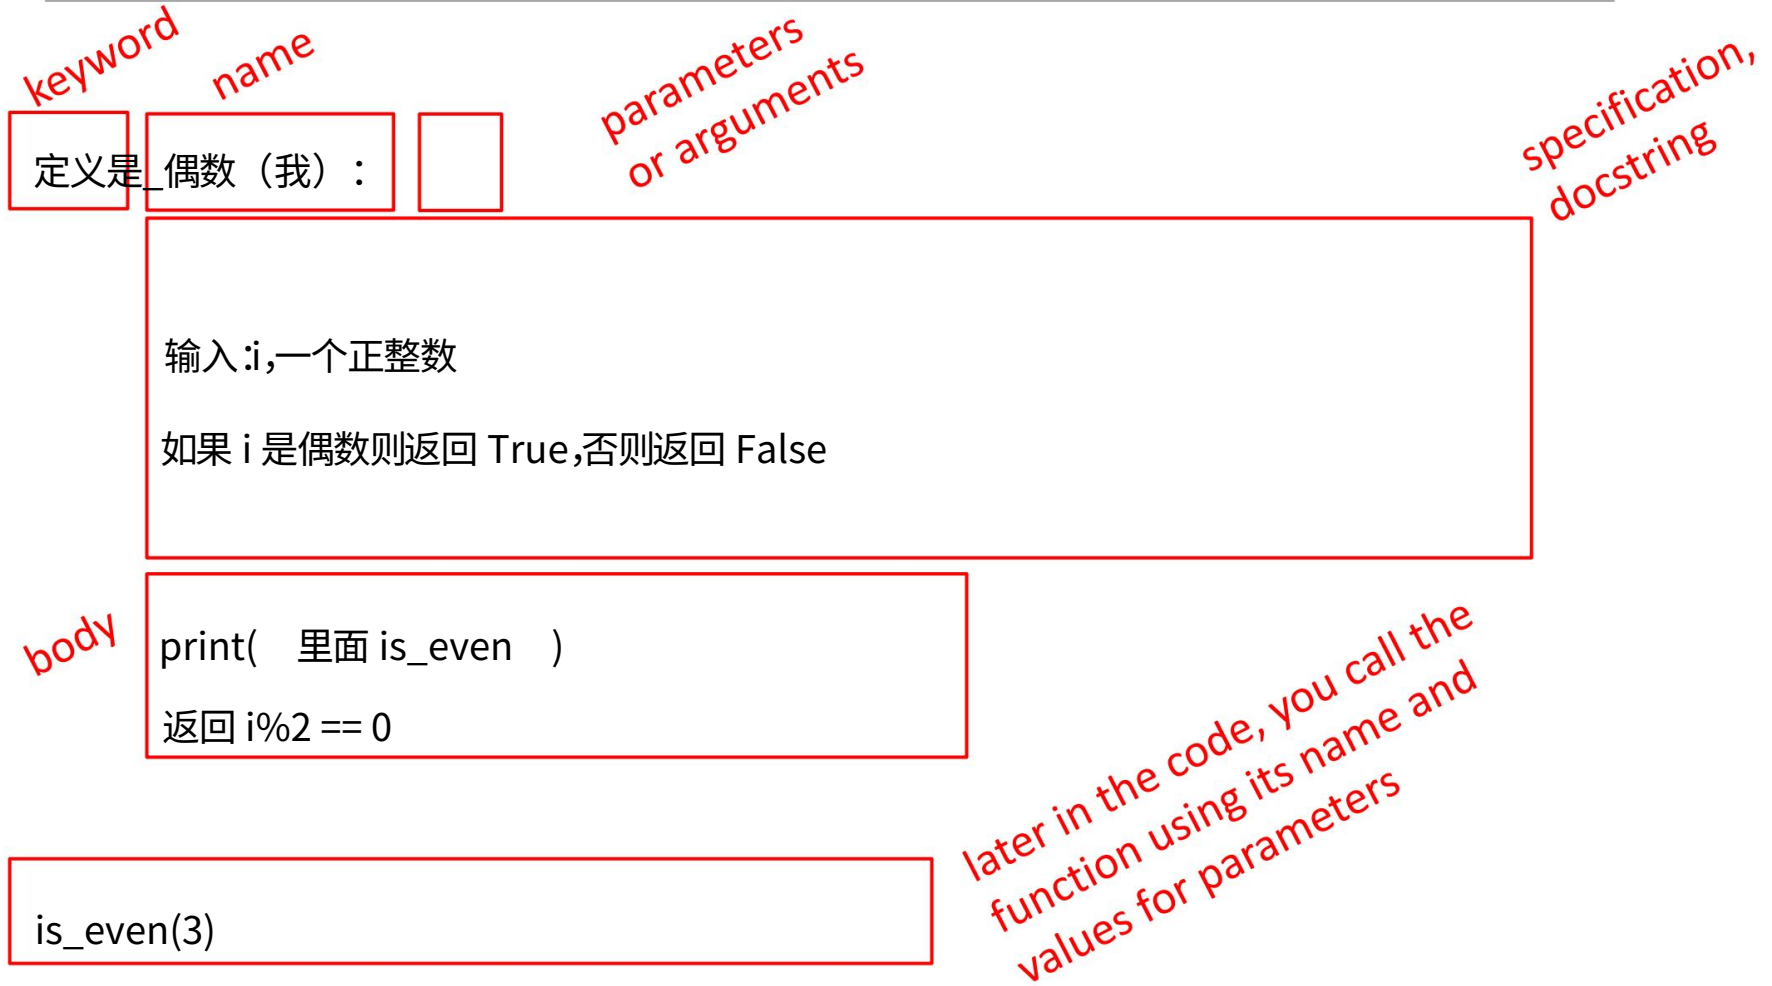 keyword
name
parameters
or arguments
specification,
docstring
定义是_偶数（我）：
输入:i,一个正整数
如果 i 是偶数则返回 True,否则返回 False
body
print( 里面 is_even )
返回 i%2 == 0
later in the code, you call the
function using its name and
values for parameters
is_even(3)